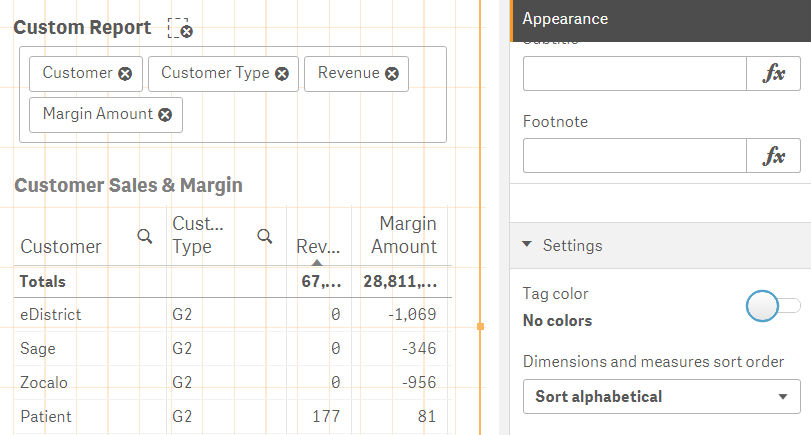 Custom Report
Customer Customer Type Revenue
Margin Amount
Customer Sales & Margin
Customer Cust... Type Rev... Margin Amount
Totals 67,... 28,811,...
eDistrict G2 0 -1,069
Sage G2 0 -346
Zocalo G2 0 -956
Patient G2 177 81
Appearance
Subtitle
fx
Footnote
fx
Settings
Tag color
No colors
Dimensions and measures sort order
Sort alphabetical